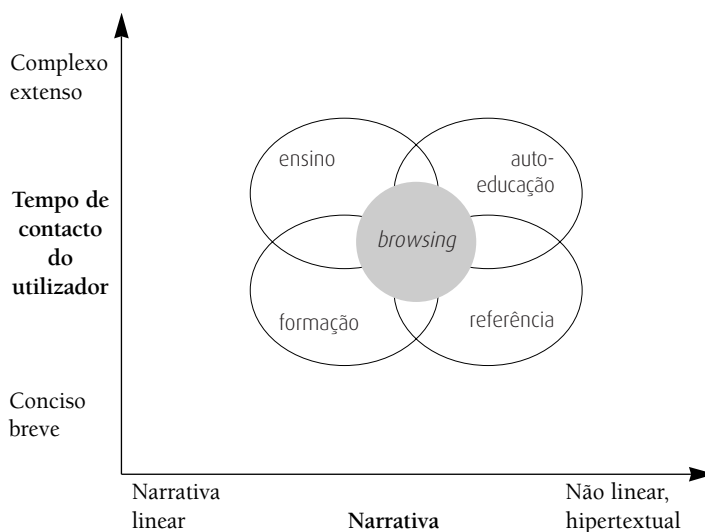 Complexo
extenso
ensino
auto-
educação
Tempo de
contacto
do
utilizador
browsing
formação
referência
Conciso
breve
Narrativa
linear
Narrativa
Não linear,
hipertextual